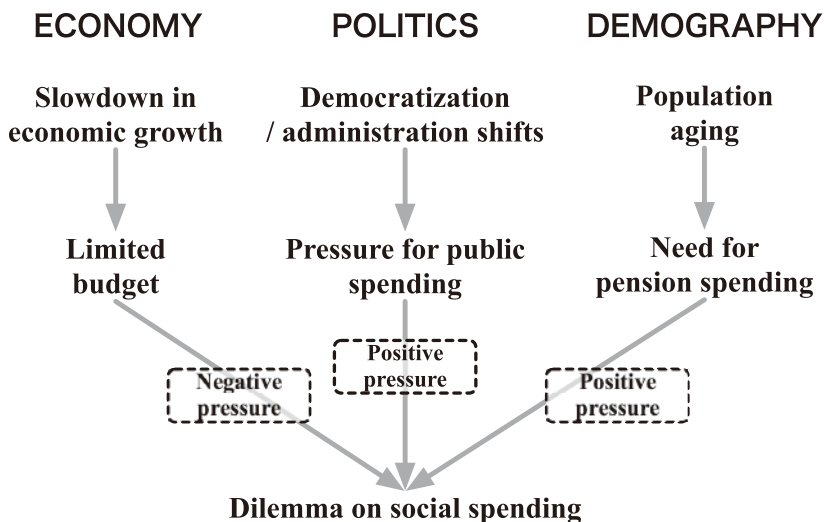 ECONOMY
POLITICS
DEMOGRAPHY
Slowdown in
economic growth
Democratization
/ administration shifts
Population
aging
Limited
budget
Pressure for public
spending
Need for
pension spending
Negative
pressure
Positive
pressure
Positive
pressure
Dilemma on social spending